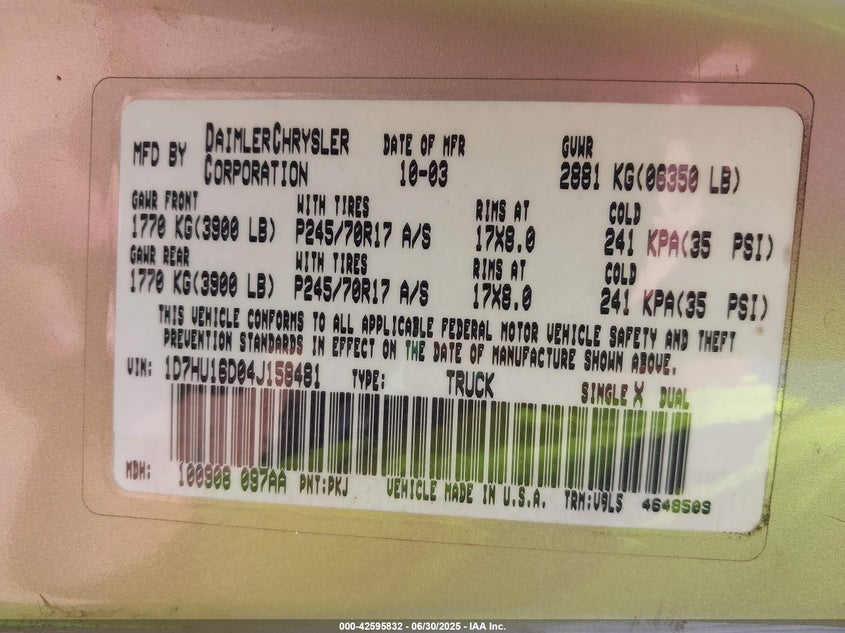 MFD BY DAIMLERCHRYSLER CORPORATION DATE OF MFR 10-03 GVWR 2881 KG(06350 LB)
GAWR FRONT WITH TIRES RIMS AT COLD
1770 KG(3900 LB) P245/70R17 A/S 17X8.0 241 KPA(35 PSI)
GAWR REAR WITH TIRES RIMS AT COLD
1770 KG(3900 LB) P245/70R17 A/S 17X8.0 241 KPA(35 PSI)
THIS VEHICLE CONFORMS TO ALL APPLICABLE FEDERAL MOTOR VEHICLE SAFETY AND THEFT
PREVENTION STANDARDS IN EFFECT ON THE DATE OF MANUFACTURE SHOWN ABOVE.
VIN: 1D7HU16D04J158481 TYPE: TRUCK SINGLE X DUAL
MDH: 100908 097AA PNT:PKJ VEHICLE MADE IN U.S.A. TRM:V9L5 4648503
000-42595832 - 06/30/2025 - IAA Inc.